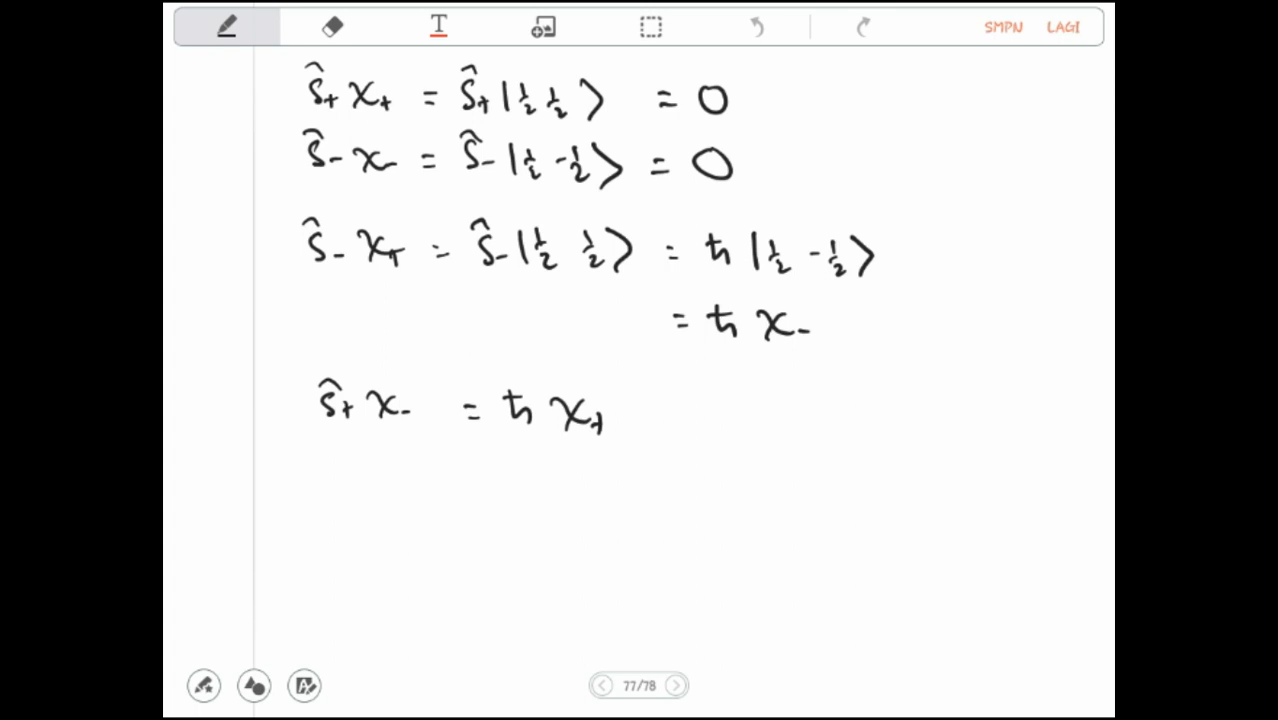 T SMPN LAGI
Ŝ₊ χ₊ = Ŝ₊ |½ ½⟩ = 0
Ŝ₋ χ₋ = Ŝ₋ |½ -½⟩ = 0
Ŝ₋ χ₊ = Ŝ₋ |½ ½⟩ = ℏ |½ -½⟩
= ℏ χ₋
Ŝ₊ χ₋ = ℏ χ₊
77/78